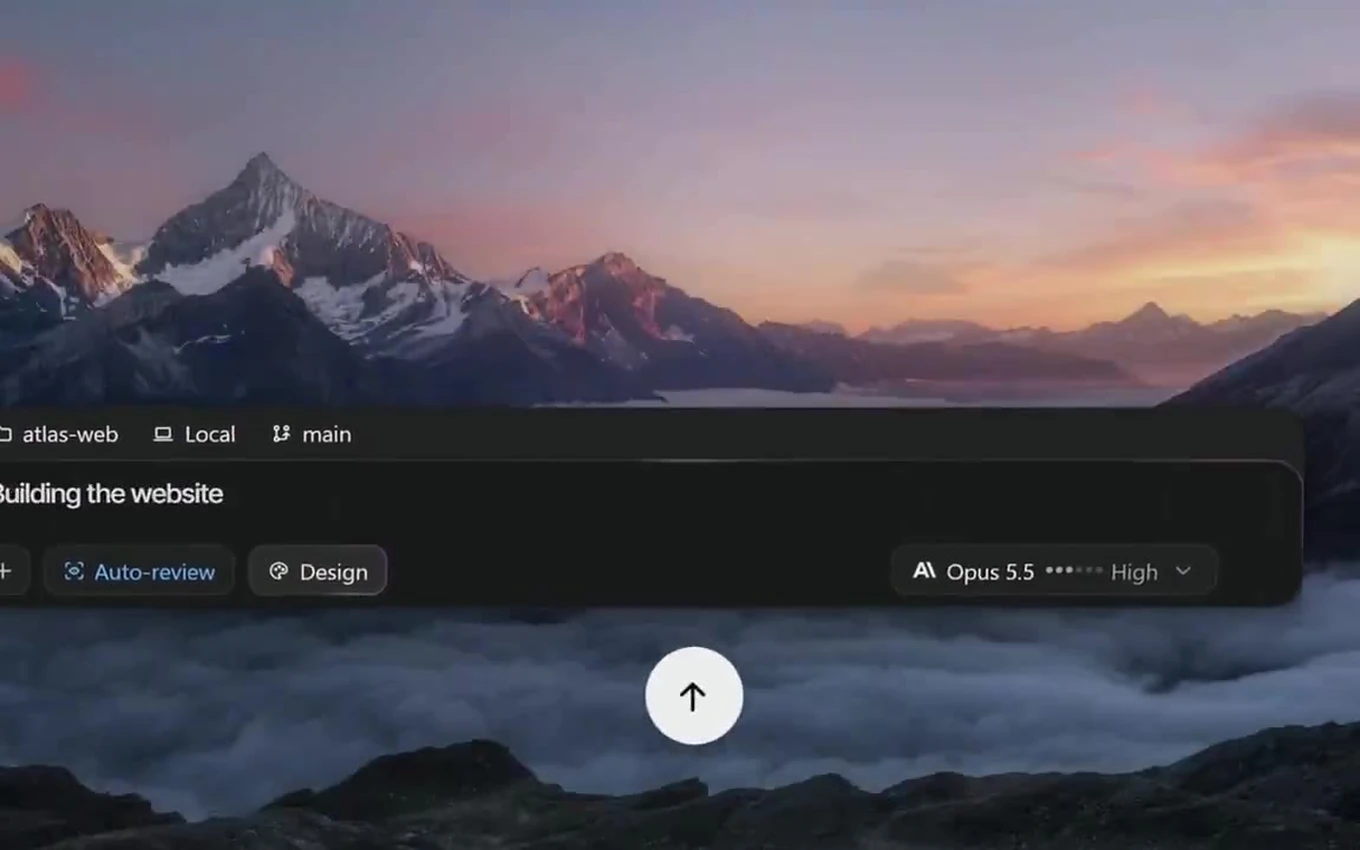 atlas-web Local main
Building the website
Auto-review Design Opus 5.5 High